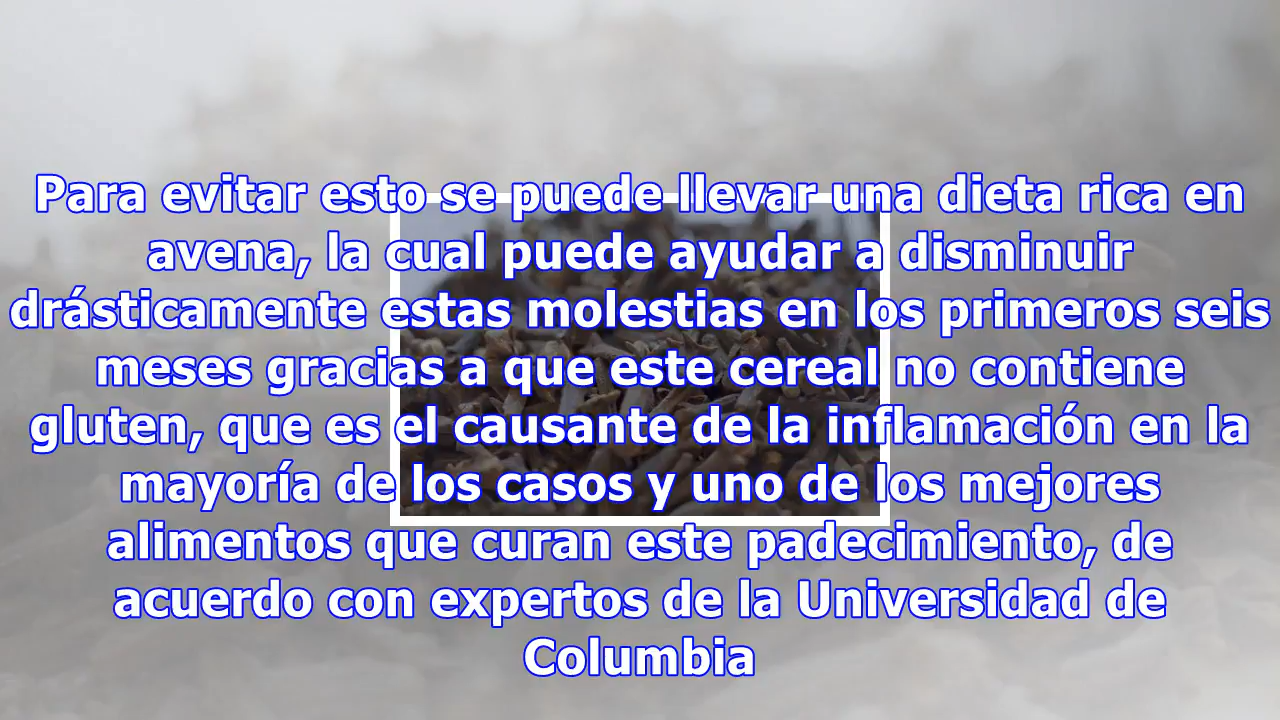 Para evitar esto se puede llevar una dieta rica en
avena, la cual puede ayudar a disminuir
drásticamente estas molestias en los primeros seis
meses gracias a que este cereal no contiene
gluten, que es el causante de la inflamación en la
mayoría de los casos y uno de los mejores
alimentos que curan este padecimiento, de
acuerdo con expertos de la Universidad de
Columbia